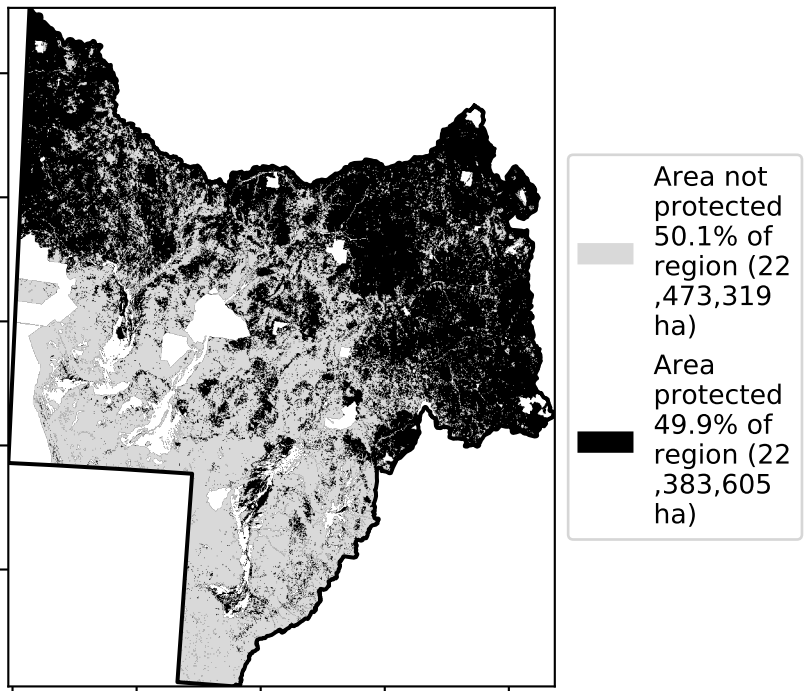 Area not
protected
50.1% of
region (22
,473,319
ha)
Area
protected
49.9% of
region (22
,383,605
ha)